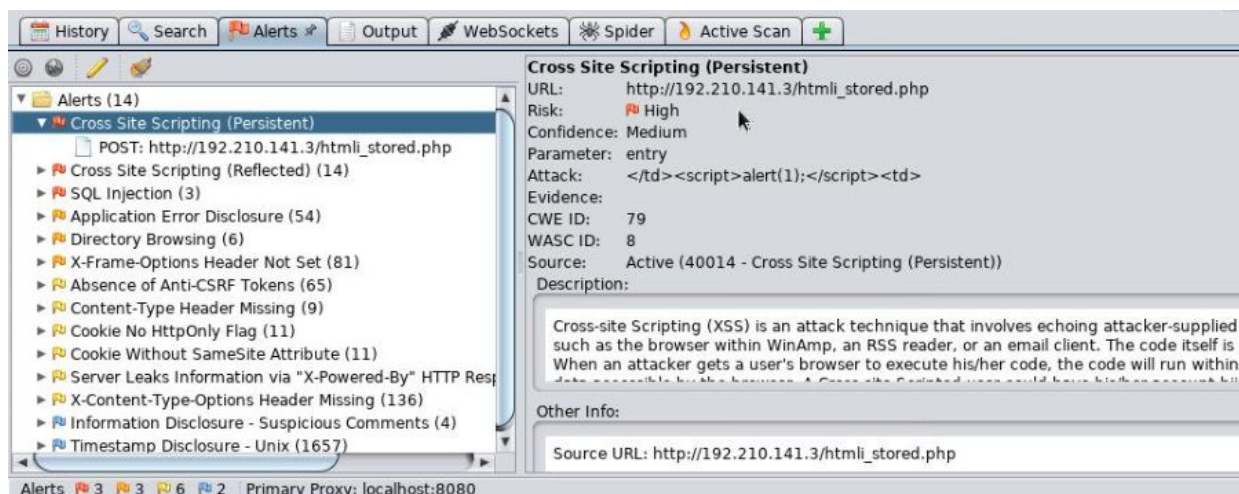 History Search Alerts Output WebSockets Spider Active Scan
Alerts (14)
Cross Site Scripting (Persistent)
POST: http://192.210.141.3/htmli_stored.php
Cross Site Scripting (Reflected) (14)
SQL Injection (3)
Application Error Disclosure (54)
Directory Browsing (6)
X-Frame-Options Header Not Set (81)
Absence of Anti-CSRF Tokens (65)
Content-Type Header Missing (9)
Cookie No HttpOnly Flag (11)
Cookie Without SameSite Attribute (11)
Server Leaks Information via "X-Powered-By" HTTP Resp
X-Content-Type-Options Header Missing (136)
Information Disclosure - Suspicious Comments (4)
Timestamp Disclosure - Unix (1657)
Cross Site Scripting (Persistent)
URL: http://192.210.141.3/htmli_stored.php
Risk: High
Confidence: Medium
Parameter: entry
Attack: </td><script>alert(1);</script><td>
Evidence:
CWE ID: 79
WASC ID: 8
Source: Active (40014 - Cross Site Scripting (Persistent))
Description:
Cross-site Scripting (XSS) is an attack technique that involves echoing attacker-supplied
such as the browser within WinAmp, an RSS reader, or an email client. The code itself is
When an attacker gets a user's browser to execute his/her code, the code will run within
Other Info:
Source URL: http://192.210.141.3/htmli_stored.php
Alerts 3 3 6 2 Primary Proxy: localhost:8080